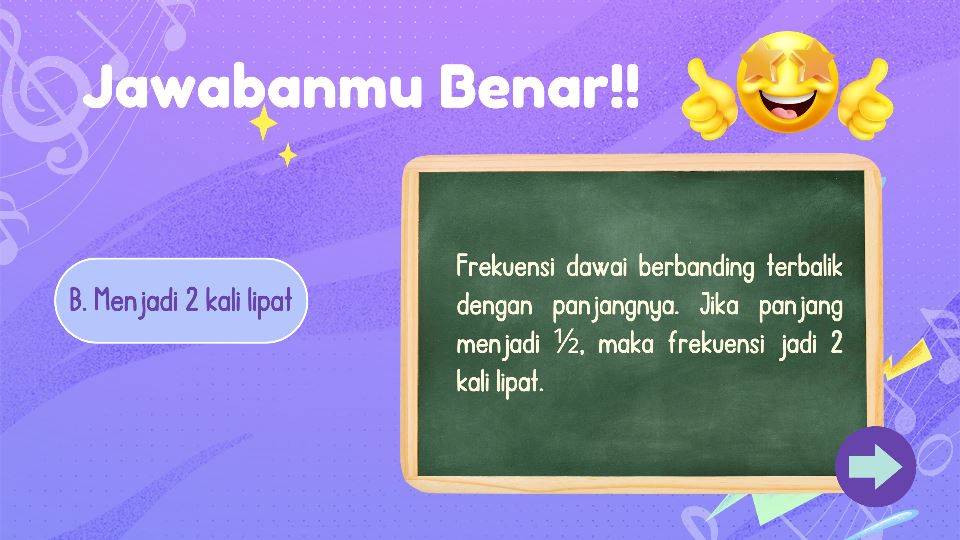 Jawabanmu Benar!!
B. Menjadi 2 kali lipat
Frekuensi dawai berbanding terbalik
dengan panjangnya. Jika panjang
menjadi ½, maka frekuensi jadi 2
kali lipat.